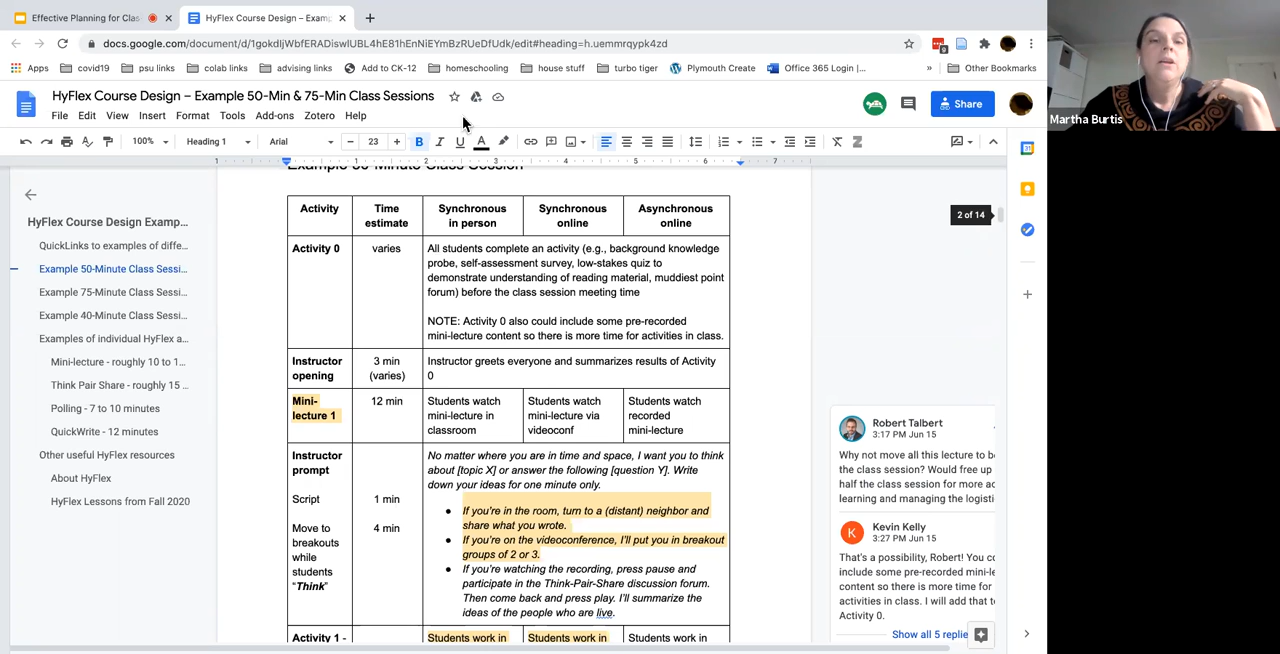 Effective Planning for Clas
HyFlex Course Design – Examp
docs.google.com/document/d/1gokdIjWbfERADiswlUBL4hE81hEnNiEYmBzRUeDfUdk/edit#heading=h.uemmrqypk4zd
9
Apps covid19 psu links colab links advising links Add to CK-12 homeschooling house stuff turbo tiger Plymouth Create Office 365 Login |... » Other Bookmarks
HyFlex Course Design – Example 50-Min & 75-Min Class Sessions
Share
File Edit View Insert Format Tools Add-ons Zotero Help
100% Heading 1 Arial 23 B I U A
1 1 2 3 4 5 6 7
Martha Burtis
2 of 14
HyFlex Course Design Examp...
QuickLinks to examples of diffe...
Example 50-Minute Class Sessi...
Example 75-Minute Class Sessi...
Example 40-Minute Class Sessi...
Examples of individual HyFlex a...
Mini-lecture - roughly 10 to 1...
Think Pair Share - roughly 15 ...
Polling - 7 to 10 minutes
QuickWrite - 12 minutes
Other useful HyFlex resources
About HyFlex
HyFlex Lessons from Fall 2020
Example 50-Minute Class Session
Activity
Time
estimate
Synchronous
in person
Synchronous
online
Asynchronous
online
Activity 0
varies
All students complete an activity (e.g., background knowledge
probe, self-assessment survey, low-stakes quiz to
demonstrate understanding of reading material, muddiest point
forum) before the class session meeting time
NOTE: Activity 0 also could include some pre-recorded
mini-lecture content so there is more time for activities in class.
Instructor
opening
3 min
(varies)
Instructor greets everyone and summarizes results of Activity
0
Mini-
lecture 1
12 min
Students watch
mini-lecture in
classroom
Students watch
mini-lecture via
videoconf
Students watch
recorded
mini-lecture
Instructor
prompt
Script
Move to
breakouts
while
students
"Think"
1 min
4 min
No matter where you are in time and space, I want you to think
about [topic X] or answer the following [question Y]. Write
down your ideas for one minute only.
● If you're in the room, turn to a (distant) neighbor and
share what you wrote.
● If you're on the videoconference, I'll put you in breakout
groups of 2 or 3.
● If you're watching the recording, press pause and
participate in the Think-Pair-Share discussion forum.
Then come back and press play. I'll summarize the
ideas of the people who are live.
Activity 1 -
Students work in
Students work in
Students work in
Robert Talbert
3:17 PM Jun 15
Why not move all this lecture to b
the class session? Would free up
half the class session for more ac
learning and managing the logisti
Kevin Kelly
3:27 PM Jun 15
That's a possibility, Robert! You co
include some pre-recorded mini-le
content so there is more time for
activities in class. I will add that t
Activity 0.
Show all 5 replie